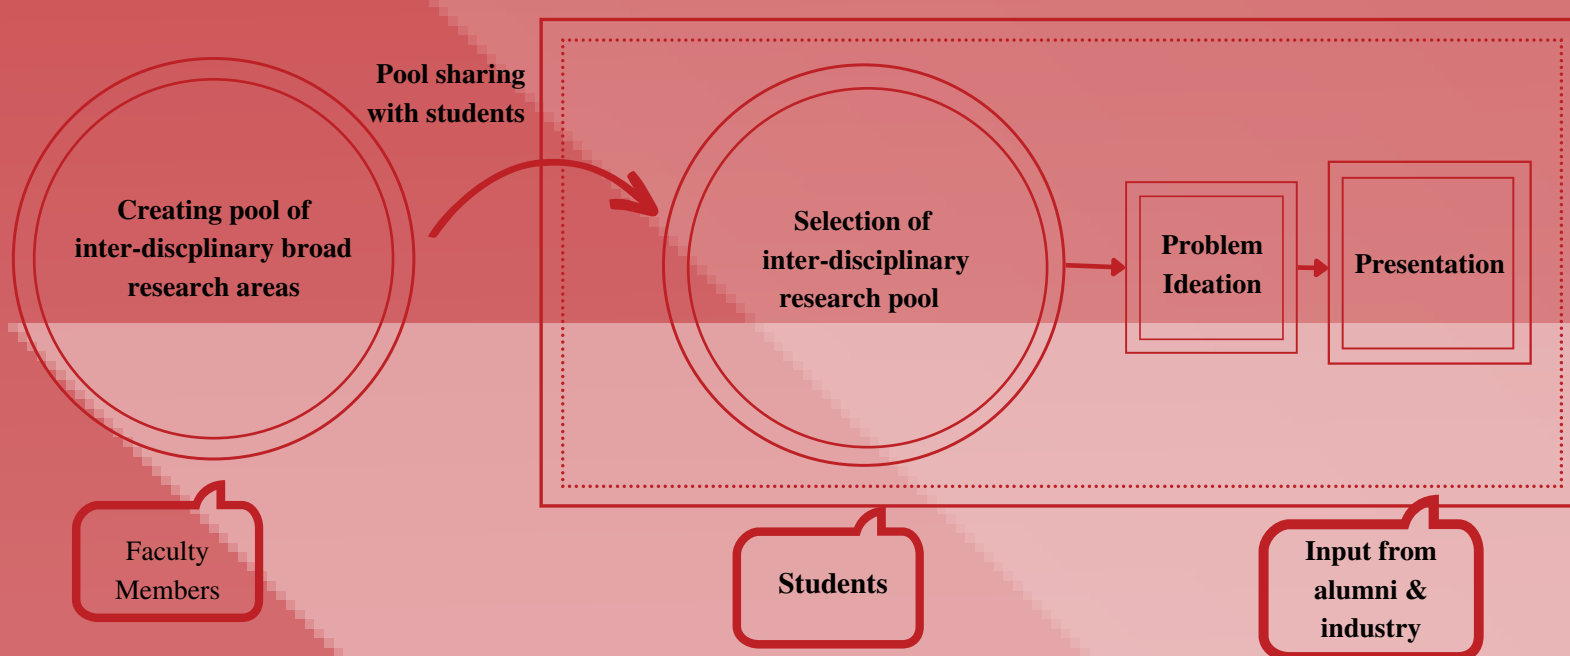 Pool sharing
with students
Creating pool of
inter-discplinary broad
research areas
Selection of
inter-disciplinary
research pool
Problem
Ideation
Presentation
Faculty
Members
Students
Input from
alumni &
industry